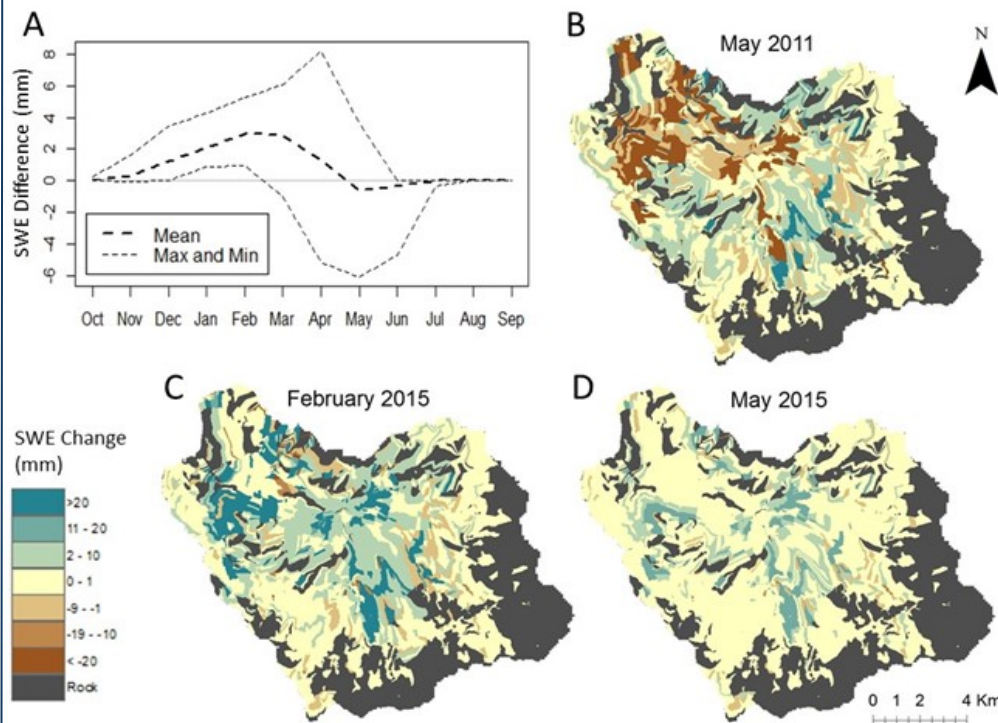 A
SWE Difference (mm)
8
6
4
2
0
-2
-4
-6
Mean
Max and Min
Oct Nov Dec Jan Feb Mar Apr May Jun Jul Aug Sep
B
May 2011
N
C
February 2015
D
May 2015
SWE Change
(mm)
>20
11 - 20
2 - 10
0 - 1
-9 - -1
-19 - -10
< -20
Rock
0 1 2 4 Km